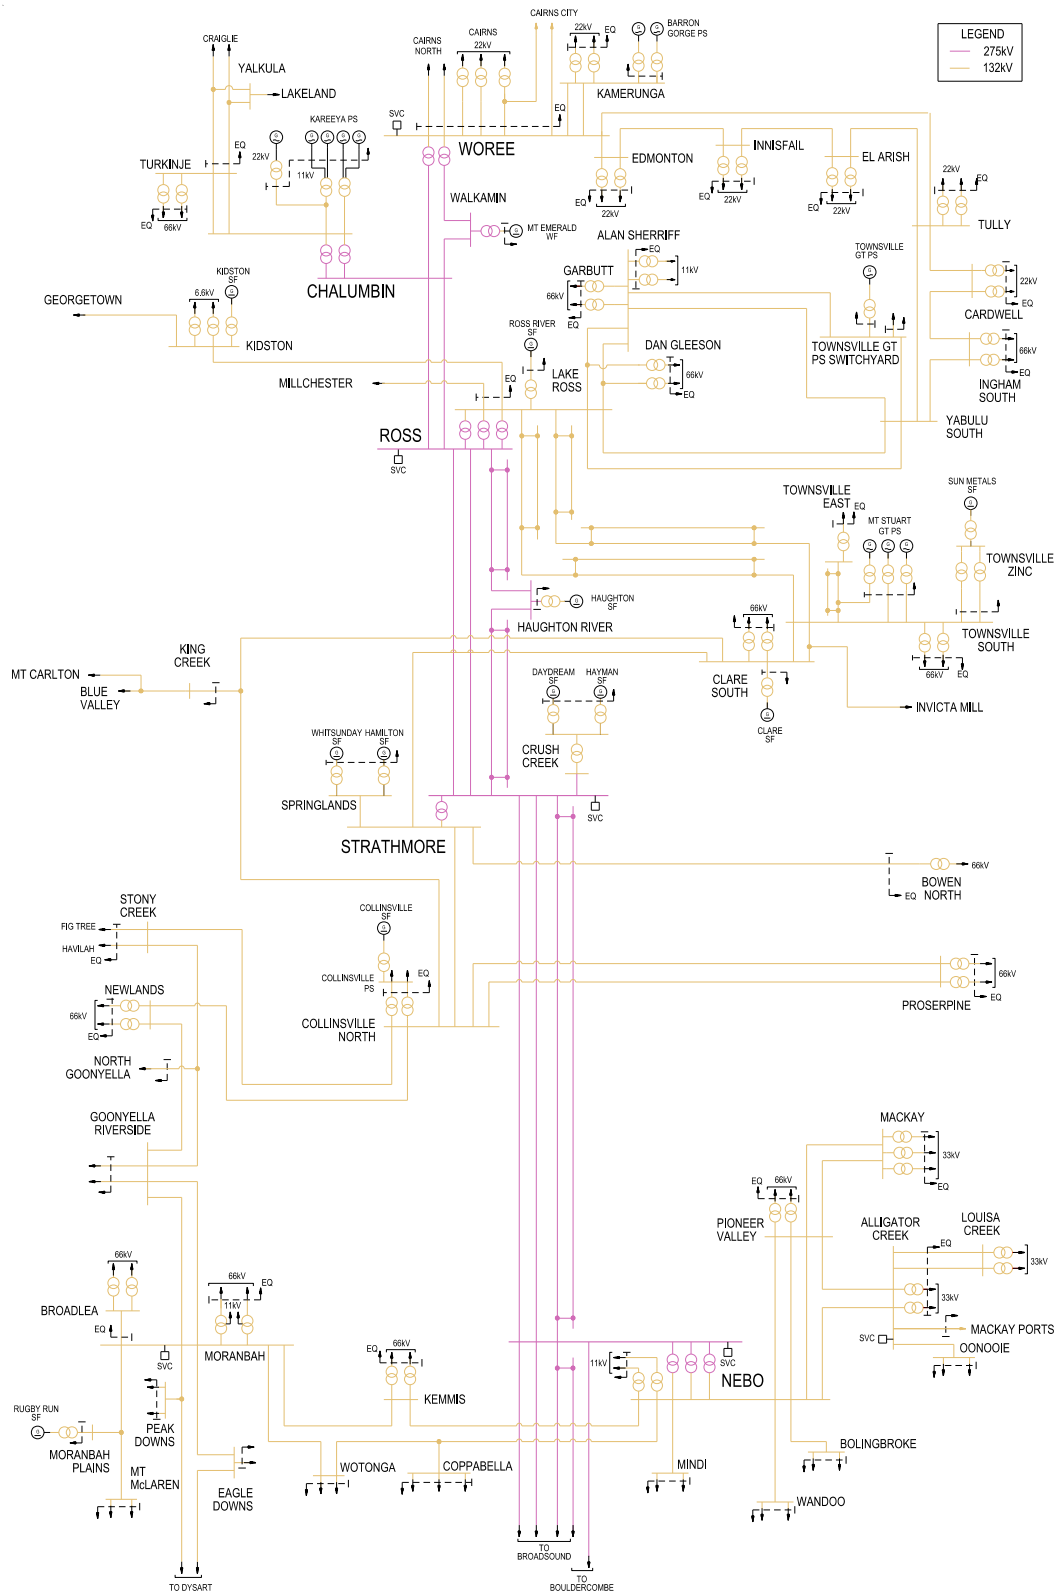 CAIRNS CITY
LEGEND
275kV
132kV
CRAIGLIE
CAIRNS
NORTH
CAIRNS
22kV
22kV
EQ
BARRON
GORGE PS
YALKULA
LAKELAND
KAMERUNGA
SVC
EQ
WOREE
KAREEYA PS
22kV
11kV
EQ
TURKINJE
EQ
66kV
EDMONTON
EQ
22kV
INNISFAIL
EQ
22kV
EL ARISH
EQ
22kV
22kV
EQ
TULLY
WALKAMIN
MT EMERALD
WF
CHALUMBIN
ALAN SHERRIFF
EQ
11kV
GARBUTT
66kV
EQ
TOWNSVILLE
GT PS
22kV
EQ
CARDWELL
KIDSTON
SF
6.6kV
GEORGETOWN
KIDSTON
ROSS RIVER
SF
DAN GLEESON
66kV
EQ
TOWNSVILLE GT
PS SWITCHYARD
66kV
EQ
INGHAM
SOUTH
MILLCHESTER
EQ
LAKE
ROSS
YABULU
SOUTH
ROSS
SVC
TOWNSVILLE
EAST
EQ
MT STUART
GT PS
SUN METALS
SF
TOWNSVILLE
ZINC
HAUGHTON
SF
HAUGHTON RIVER
66kV
TOWNSVILLE
SOUTH
66kV
EQ
KING
CREEK
MT CARLTON
BLUE
VALLEY
CLARE
SOUTH
CLARE
SF
INVICTA MILL
DAYDREAM
SF
HAYMAN
SF
CRUSH
CREEK
WHITSUNDAY
SF
HAMILTON
SF
SPRINGLANDS
SVC
STRATHMORE
66kV
BOWEN
NORTH
EQ
STONY
CREEK
FIG TREE
HAVILAH
EQ
COLLINSVILLE
SF
COLLINSVILLE
PS
EQ
COLLINSVILLE
NORTH
66kV
EQ
PROSERPINE
NEWLANDS
66kV
EQ
NORTH
GOONYELLA
GOONYELLA
RIVERSIDE
MACKAY
33kV
EQ
66kV
EQ
PIONEER
VALLEY
ALLIGATOR
CREEK
EQ
LOUISA
CREEK
33kV
33kV
MACKAY PORTS
SVC
OONOOIE
66kV
BROADLEA
EQ
66kV
EQ
11kV
MORANBAH
SVC
66kV
EQ
KEMMIS
11kV
SVC
NEBO
RUGBY RUN
SF
MORANBAH
PLAINS
PEAK
DOWNS
MT
McLAREN
EAGLE
DOWNS
WOTONGA
COPPABELLA
MINDI
BOLINGBROKE
WANDOO
TO
BROADSOUND
TO
BOULDERCOMBE
TO DYSART